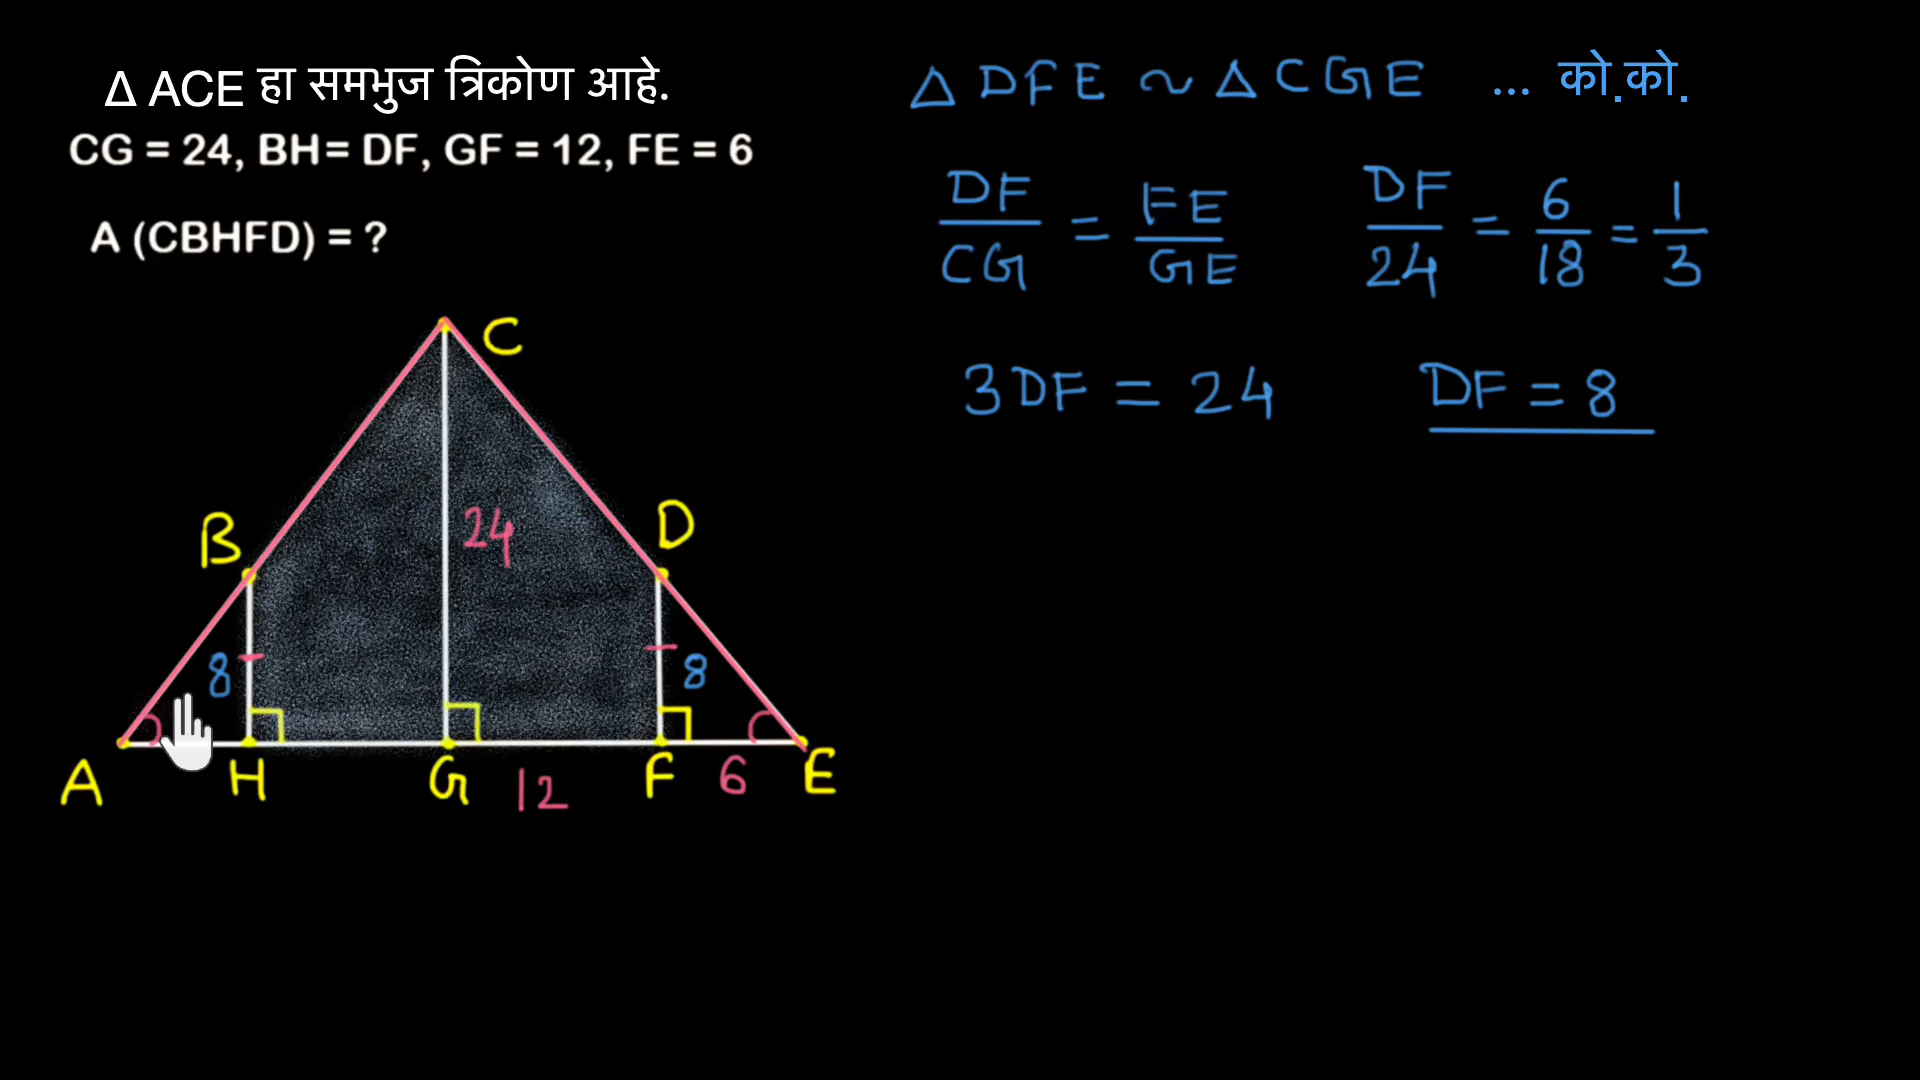 Δ ACE हा समभुज त्रिकोण आहे.
CG = 24, BH = DF, GF = 12, FE = 6
A (CBHFD) = ?
C
B
D
24
8
8
A
H
G
12
F
6
E
Δ DFE ~ Δ CGE ... को.को.
DF/CG = FE/GE DF/24 = 6/18 = 1/3
3DF = 24 DF = 8